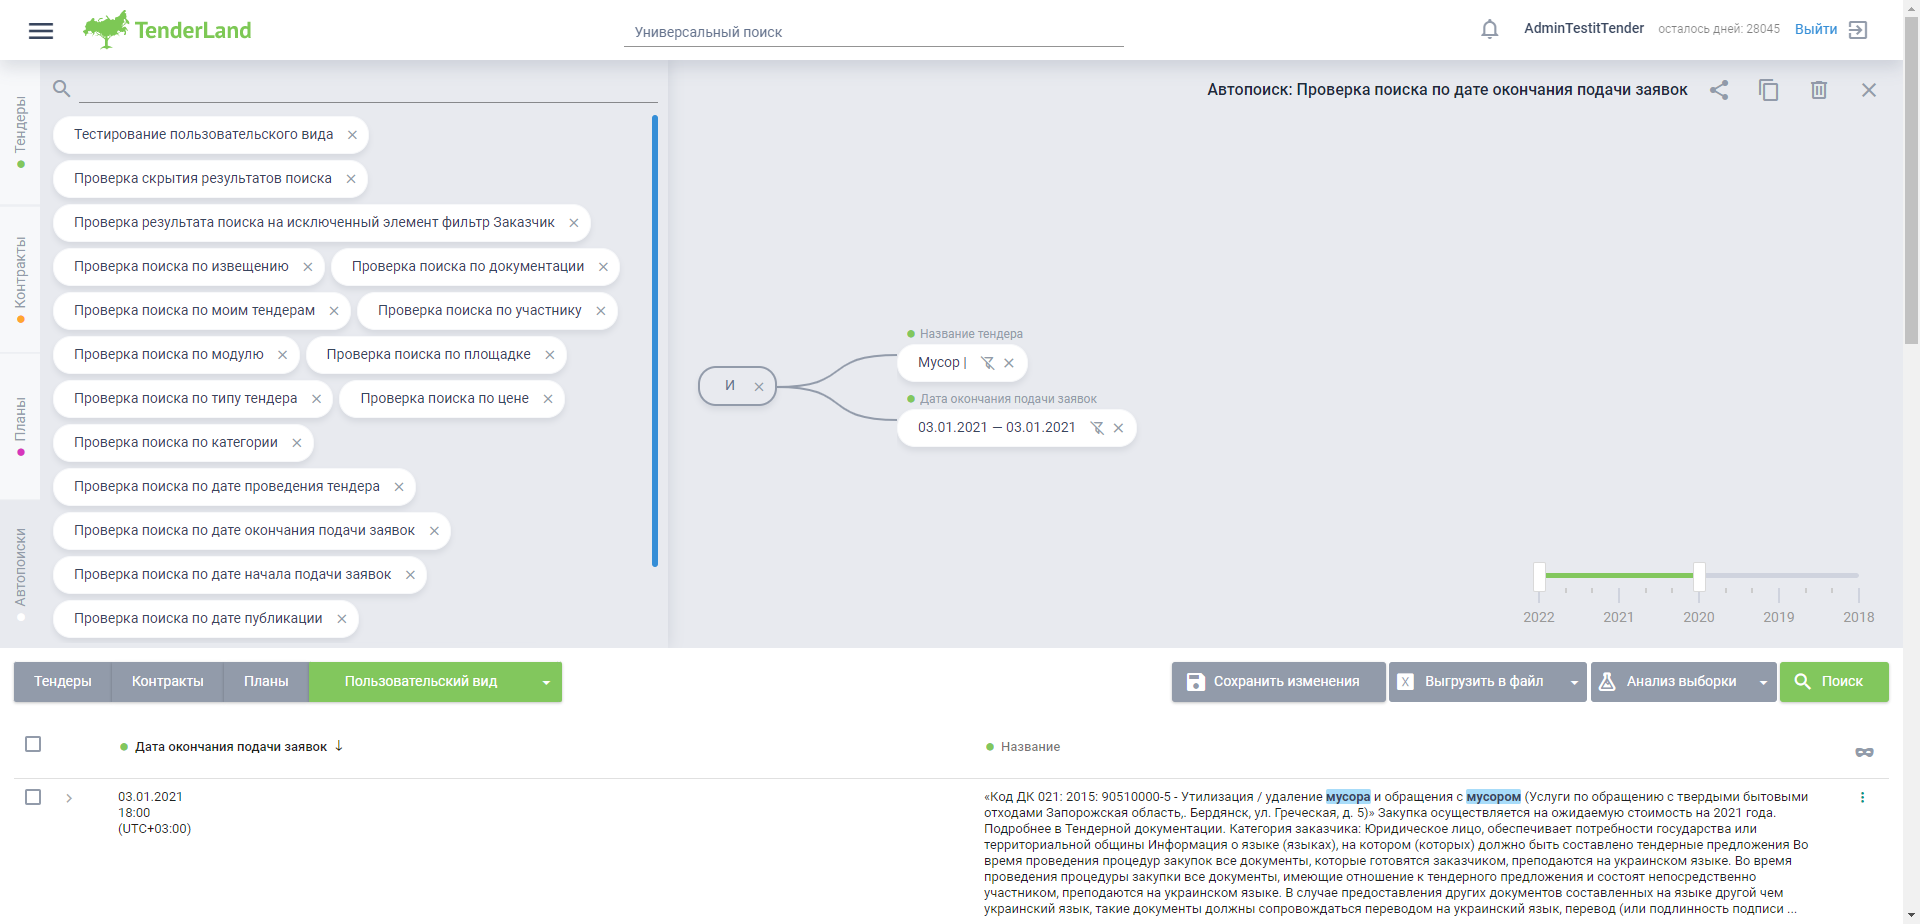 TenderLand
Универсальный поиск
AdminTestitTender
осталось дней: 28045
Выйти
Тендеры
Контракты
Планы
Автопоиски
Тестирование пользовательского вида
Проверка скрытия результатов поиска
Проверка результата поиска на исключенный элемент фильтр Заказчик
Проверка поиска по извещению
Проверка поиска по документации
Проверка поиска по моим тендерам
Проверка поиска по участнику
Проверка поиска по модулю
Проверка поиска по площадке
Проверка поиска по типу тендера
Проверка поиска по цене
Проверка поиска по категории
Проверка поиска по дате проведения тендера
Проверка поиска по дате окончания подачи заявок
Проверка поиска по дате начала подачи заявок
Проверка поиска по дате публикации
Автопоиск: Проверка поиска по дате окончания подачи заявок
И
Название тендера
Мусор |
Дата окончания подачи заявок
03.01.2021 — 03.01.2021
2022 2021 2020 2019 2018
Тендеры
Контракты
Планы
Пользовательский вид
Сохранить изменения
X Выгрузить в файл
Анализ выборки
Поиск
Дата окончания подачи заявок
Название
03.01.2021
18:00
(UTC+03:00)
«Код ДК 021: 2015: 90510000-5 - Утилизация / удаление мусора и обращения с мусором (Услуги по обращению с твердыми бытовыми
отходами Запорожская область,. Бердянск, ул. Греческая, д. 5)» Закупка осуществляется на ожидаемую стоимость на 2021 года.
Подробнее в Тендерной документации. Категория заказчика: Юридическое лицо, обеспечивает потребности государства или
территориальной общины Информация о языке (языках), на котором (которых) должно быть составлено тендерные предложения Во
время проведения процедур закупок все документы, которые готовятся заказчиком, преподаются на украинском языке. Во время
проведения процедуры закупки все документы, имеющие отношение к тендерного предложения и состоят непосредственно
участником, преподаются на украинском языке. В случае предоставления других документов составленных на языке другой чем
украинский язык, такие документы должны сопровождаться переводом на украинский язык, перевод (или подлинность подписи ...